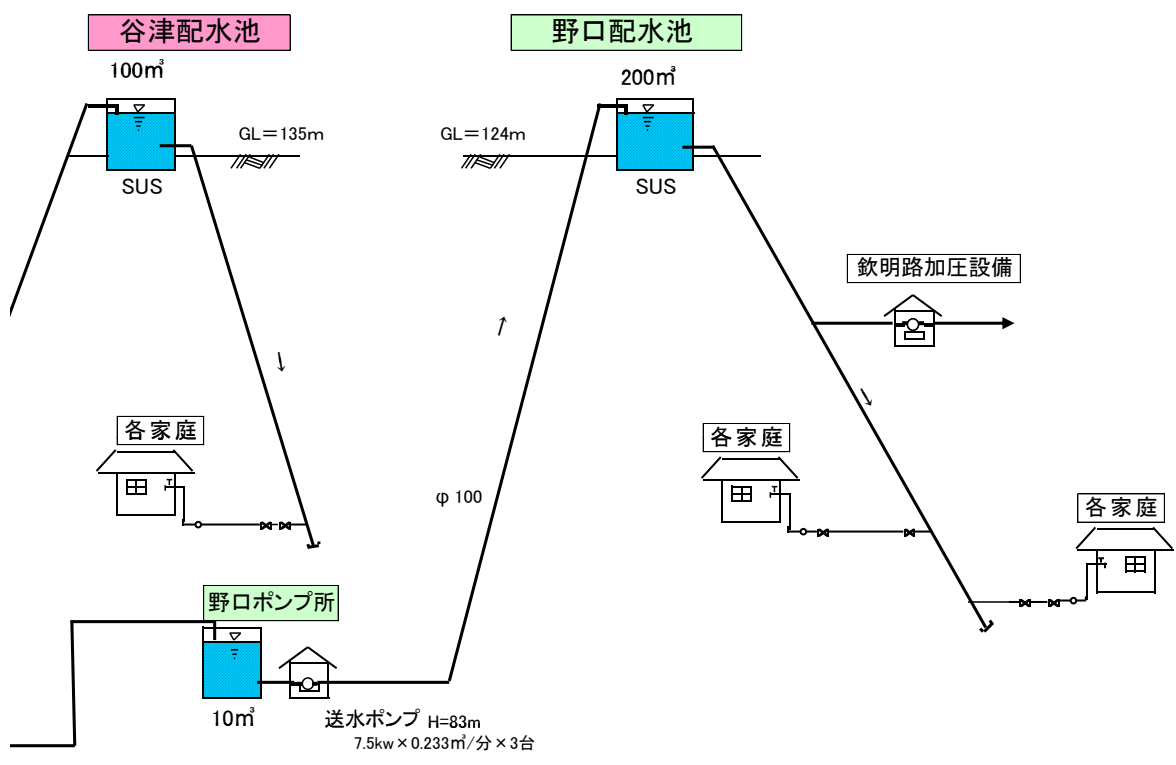 谷津配水池
野口配水池
100㎥
200㎥
GL＝135m
GL＝124m
SUS
SUS
欽明路加圧設備
各家庭
各家庭
φ 100
各家庭
野口ポンプ所
10㎥
送水ポンプ H=83m
7.5kw×0.233㎥/分×3台